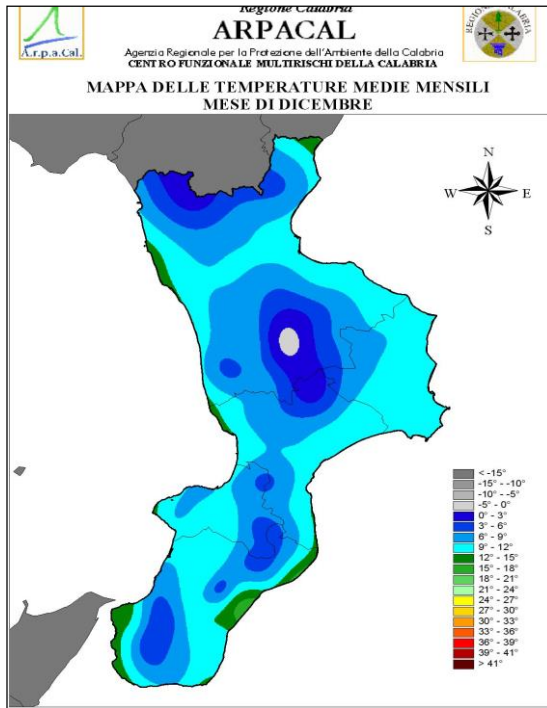 Regione Calabria
ARPACAL
A.r.p.a.Cal.
Agenzia Regionale per la Protezione dell'Ambiente della Calabria
CENTRO FUNZIONALE MULTIRISCHI DELLA CALABRIA
MAPPA DELLE TEMPERATURE MEDIE MENSILI
MESE DI DICEMBRE
N
W E
S
< -15°
-15° - -10°
-10° - -5°
-5° - 0°
0° - 3°
3° - 6°
6° - 9°
9° - 12°
12° - 15°
15° - 18°
18° - 21°
21° - 24°
24° - 27°
27° - 30°
30° - 33°
33° - 36°
36° - 39°
39° - 41°
> 41°